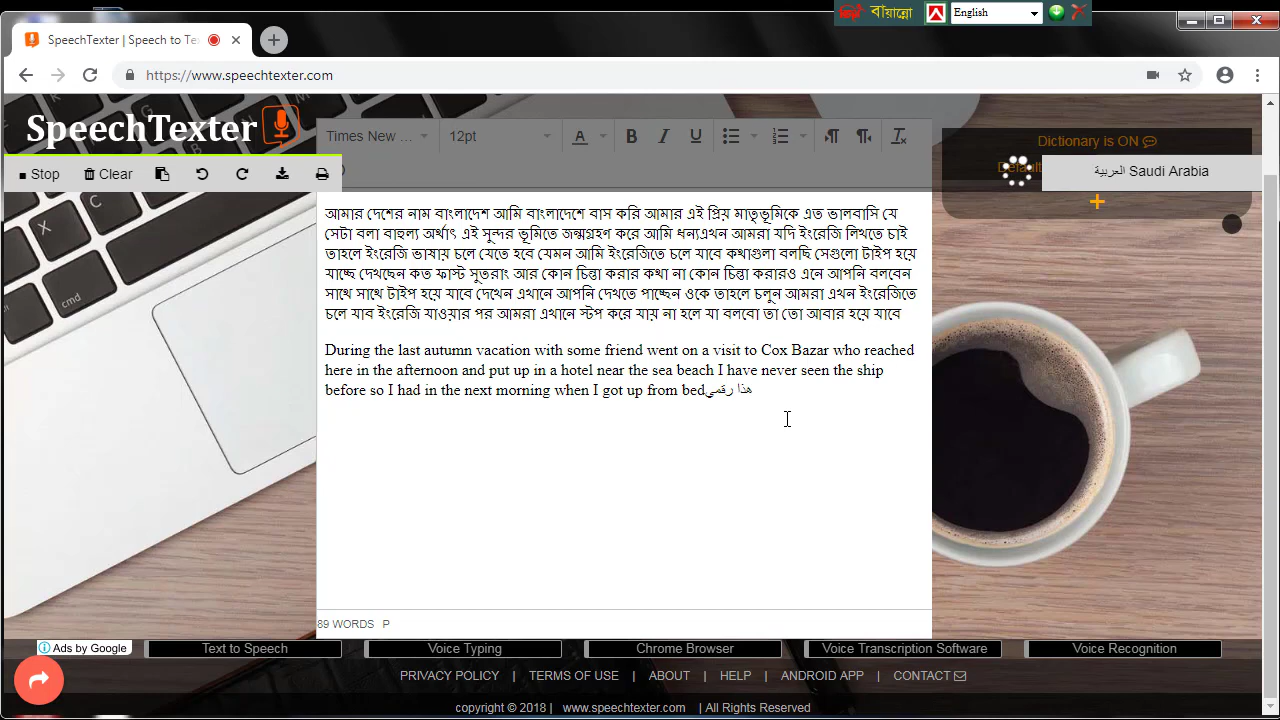 বায়ান্নো
English
SpeechTexter | Speech to Te
https://www.speechtexter.com
SpeechTexter
Times New ...
12pt
Dictionary is ON
Stop
Clear
Default
العربية Saudi Arabia
আমার দেশের নাম বাংলাদেশ আমি বাংলাদেশে বাস করি আমার এই প্রিয় মাতৃভূমিকে এত ভালবাসি যে
সেটা বলা বাহুল্য অর্থাৎ এই সুন্দর ভূমিতে জন্মগ্রহণ করে আমি ধন্যএখন আমরা যদি ইংরেজি লিখতে চাই
তাহলে ইংরেজি ভাষায় চলে যেতে হবে যেমন আমি ইংরেজিতে চলে যাবে কথাগুলা বলছি সেগুলো টাইপ হয়ে
যাচ্ছে দেখছেন কত ফাস্ট সুতরাং আর কোন চিন্তা করার কথা না কোন চিন্তা করারও এনে আপনি বলবেন
সাথে সাথে টাইপ হয়ে যাবে দেখেন এখানে আপনি দেখতে পাচ্ছেন ওকে তাহলে চলুন আমরা এখন ইংরেজিতে
চলে যাব ইংরেজি যাওয়ার পর আমরা এখানে স্টপ করে যায় না হলে যা বলবো তা তো আবার হয়ে যাবে
During the last autumn vacation with some friend went on a visit to Cox Bazar who reached
here in the afternoon and put up in a hotel near the sea beach I have never seen the ship
before so I had in the next morning when I got up from bedهذا رقمي
89 WORDS P
Ads by Google
Text to Speech
Voice Typing
Chrome Browser
Voice Transcription Software
Voice Recognition
PRIVACY POLICY | TERMS OF USE | ABOUT | HELP | ANDROID APP | CONTACT
copyright © 2018 | www.speechtexter.com | All Rights Reserved